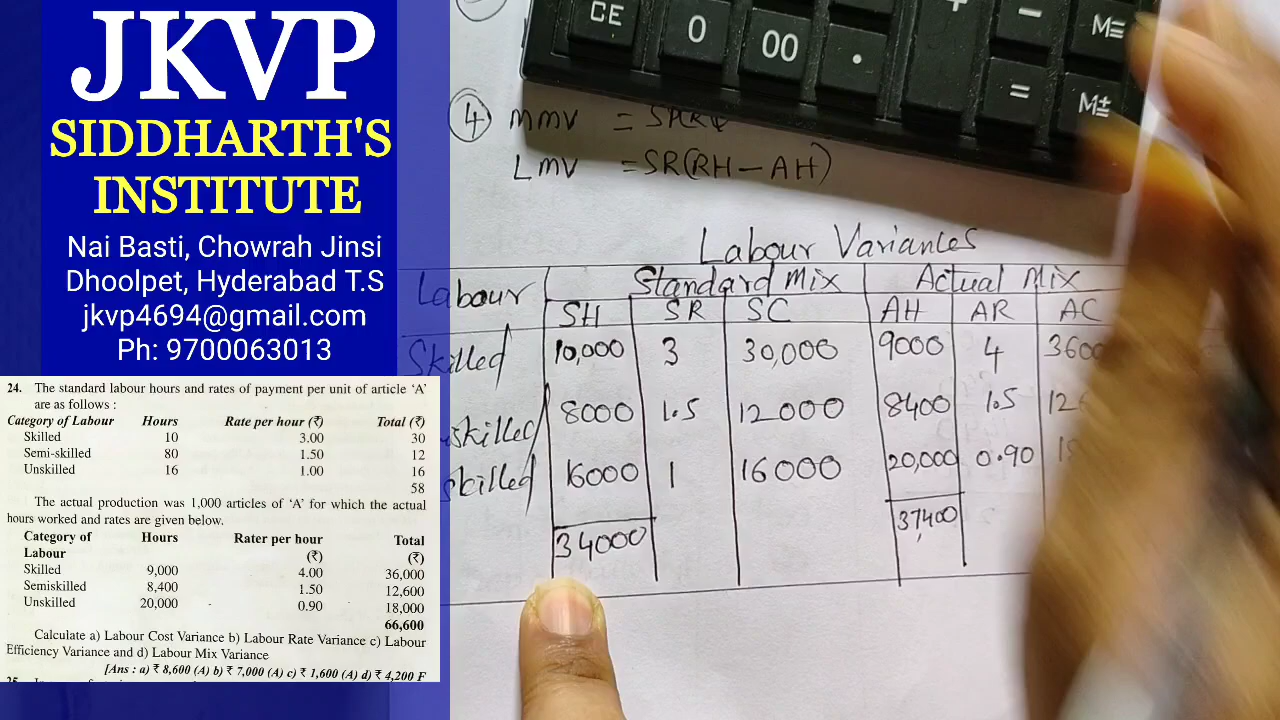 JKVP
SIDDHARTH'S
INSTITUTE
Nai Basti, Chowrah Jinsi
Dhoolpet, Hyderabad T.S
jkvp4694@gmail.com
Ph: 9700063013
24. The standard labour hours and rates of payment per unit of article 'A'
are as follows :
Category of Labour Hours Rate per hour (₹) Total (₹)
Skilled 10 3.00 30
Semi-skilled 80 1.50 12
Unskilled 16 1.00 16
58
The actual production was 1,000 articles of 'A' for which the actual
hours worked and rates are given below.
Category of Hours Rater per hour Total
Labour (₹) (₹)
Skilled 9,000 4.00 36,000
Semiskilled 8,400 1.50 12,600
Unskilled 20,000 0.90 18,000
66,600
Calculate a) Labour Cost Variance b) Labour Rate Variance c) Labour
Efficiency Variance and d) Labour Mix Variance
[Ans : a) ₹ 8,600 (A) b) ₹ 7,000 (A) c) ₹ 1,600 (A) d) ₹ 4,200 F
CE 0 00 . + - = M= M±
4 MMV =
LMV = SR(RH - AH)
Labour Variances
Labour Standard Mix Actual Mix
SH SR SC AH AR AC
Skilled 10,000 3 30,000 9000 4 3600
skilled 8000 1.5 12000 8400 1.5 12
skilled 16000 1 16000 20,000 0.90
34000 37,400